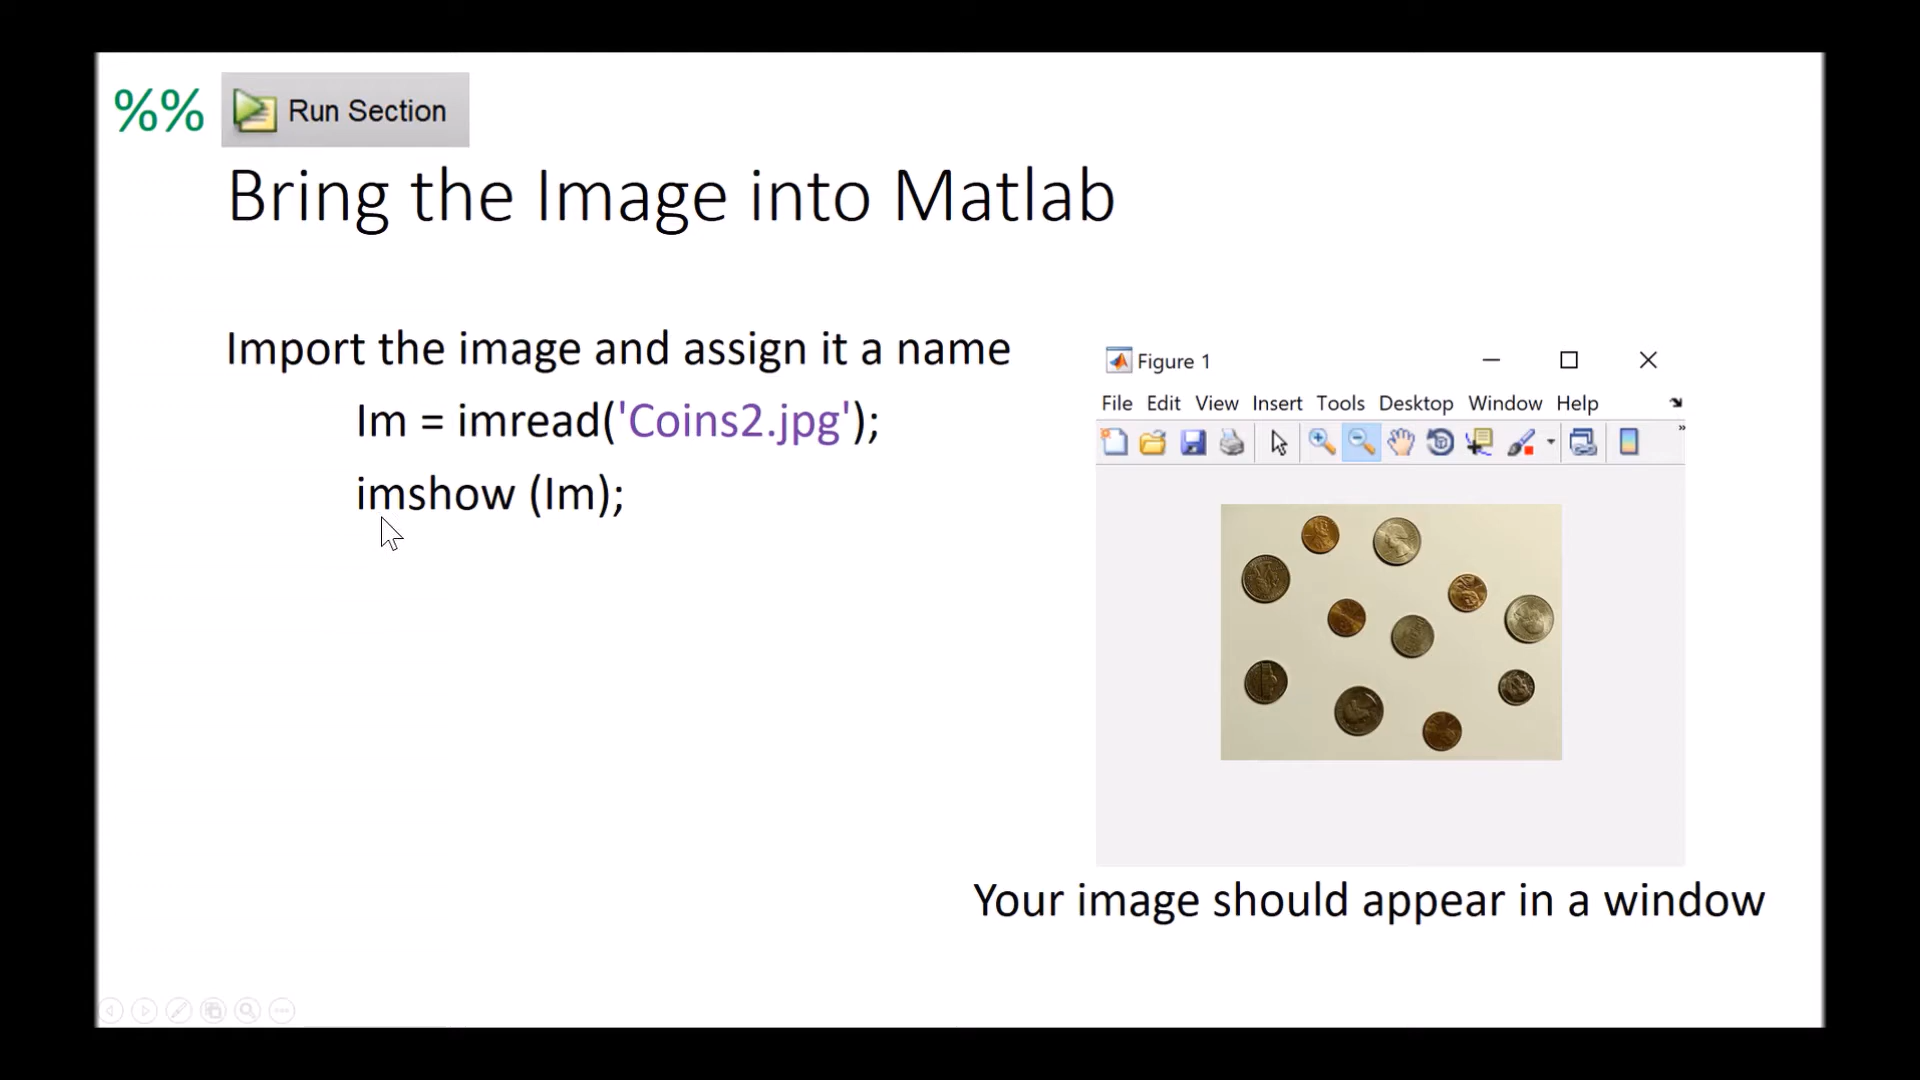 %% Run Section
Bring the Image into Matlab
Import the image and assign it a name
Im = imread('Coins2.jpg');
imshow (Im);
Figure 1
File Edit View Insert Tools Desktop Window Help
Your image should appear in a window